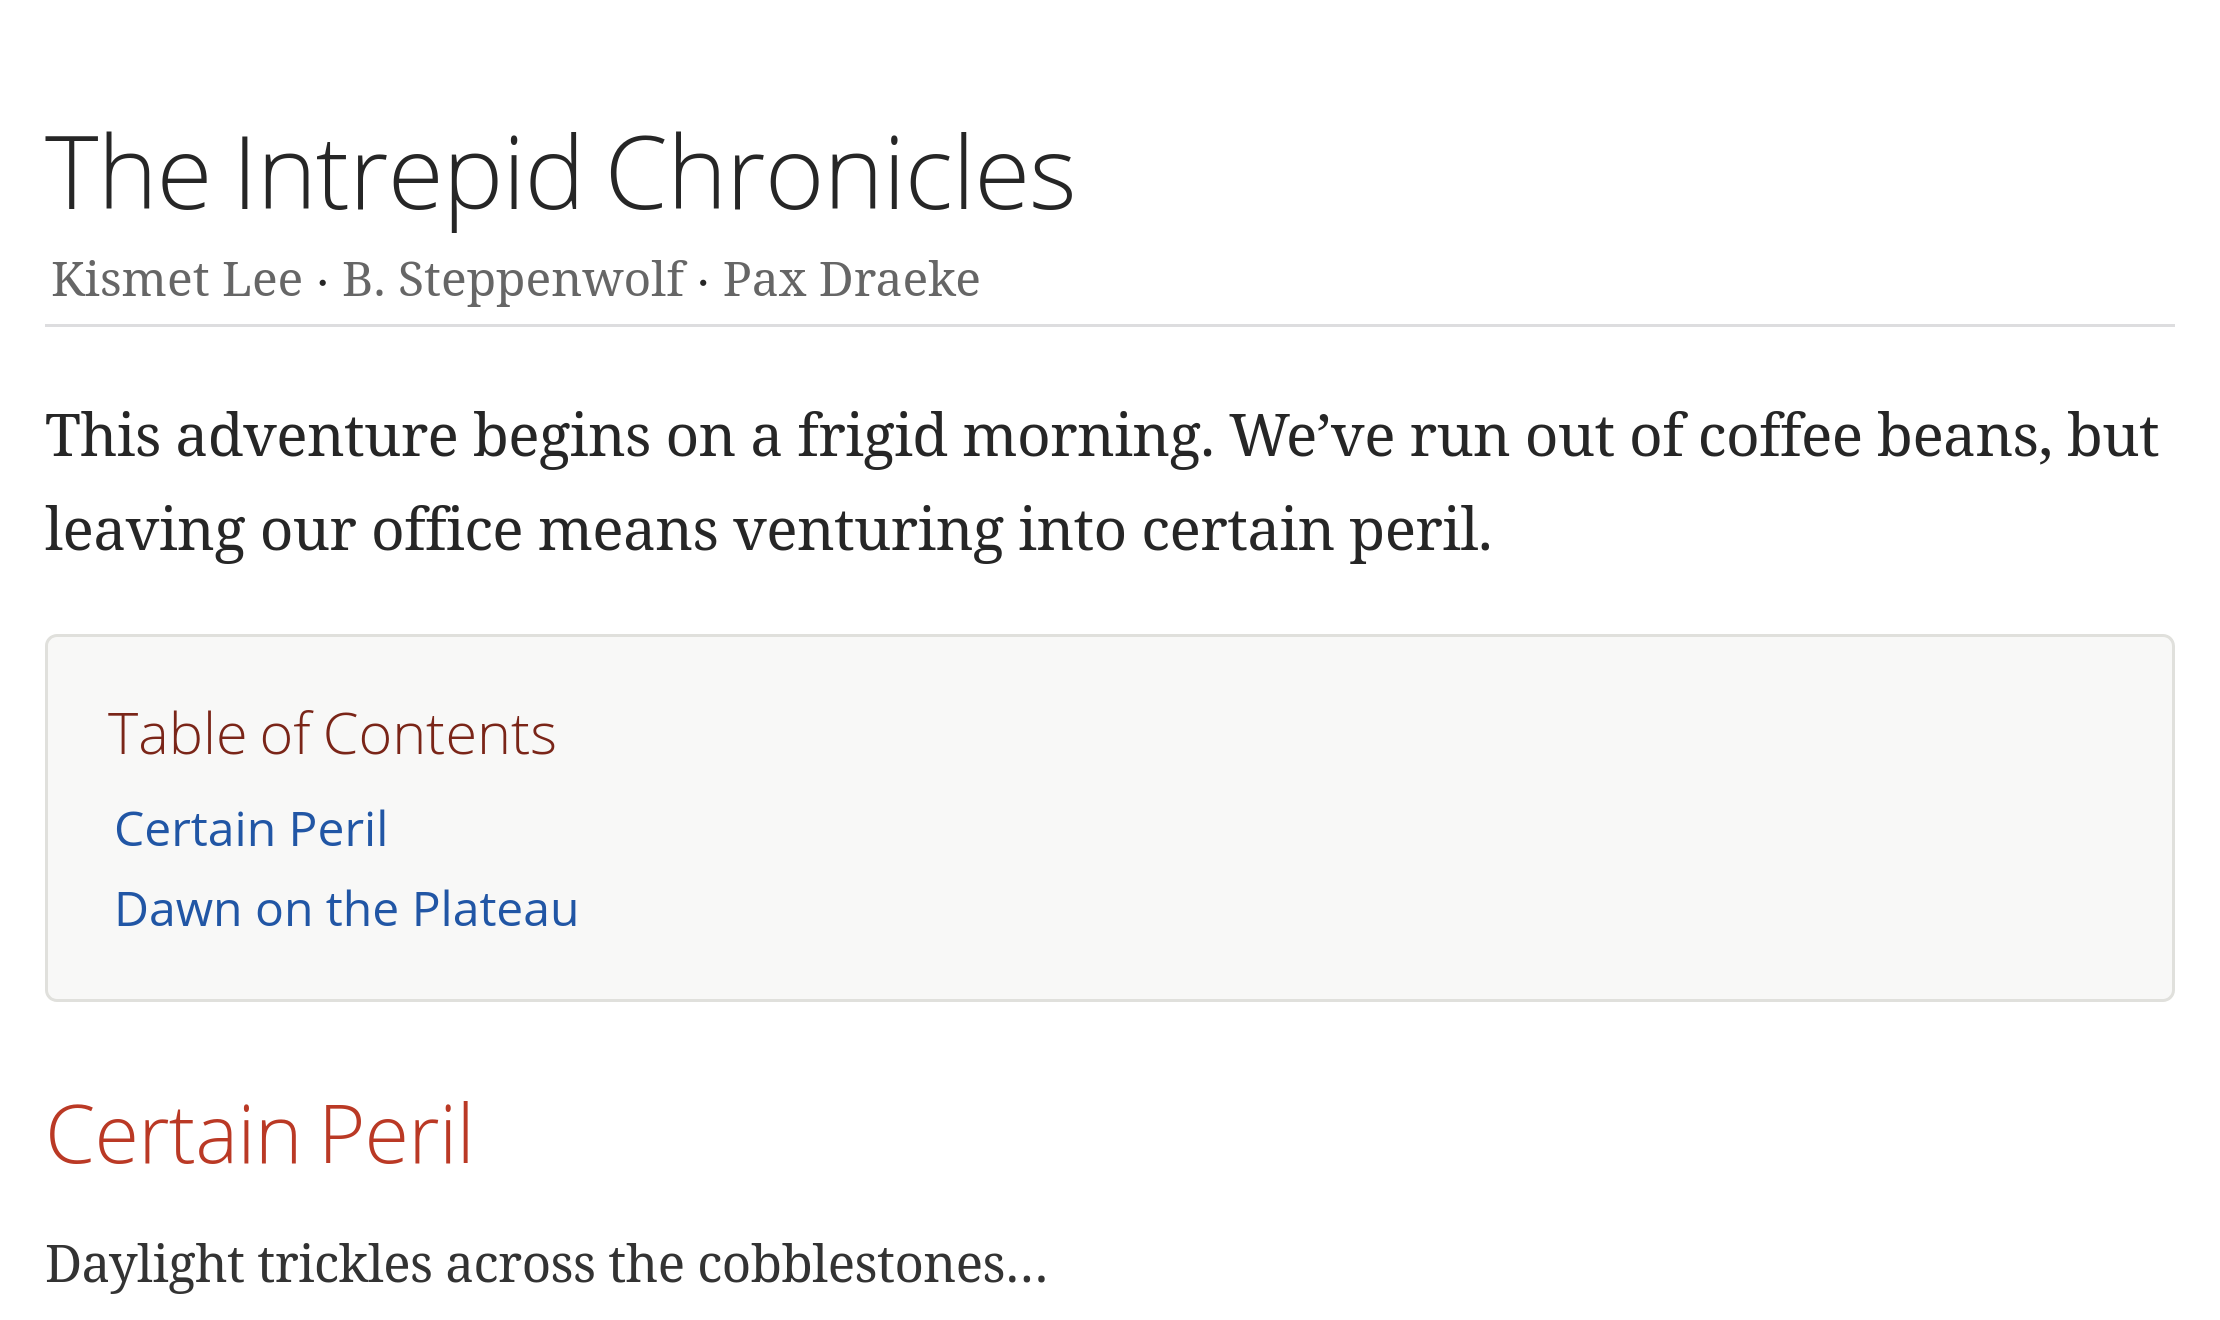 The Intrepid Chronicles
Kismet Lee · B. Steppenwolf · Pax Draeke
This adventure begins on a frigid morning. We’ve run out of coffee beans, but
leaving our office means venturing into certain peril.
Table of Contents
Certain Peril
Dawn on the Plateau
Certain Peril
Daylight trickles across the cobblestones…